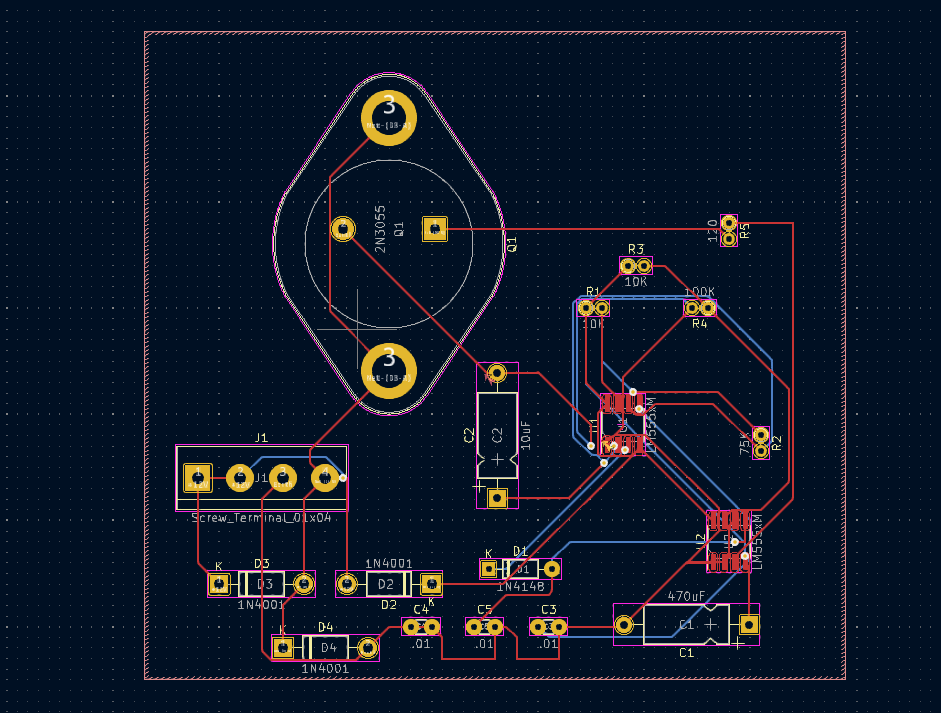 3
2N3055
Q1
Q1
3
120
R5
R3
10K
R1
10K
100K
R4
C2
C2
10uF
U1
LM555xM
75K
R2
J1
1
2
3
4
J1
Screw_Terminal_01x04
U2
LM555xM
K
D3
D3
1N4001
1N4001
D2
D2
K
K
D1
D1
1N4148
K
D4
D4
1N4001
C4
.01
C5
.01
C3
.01
470uF
C1
C1